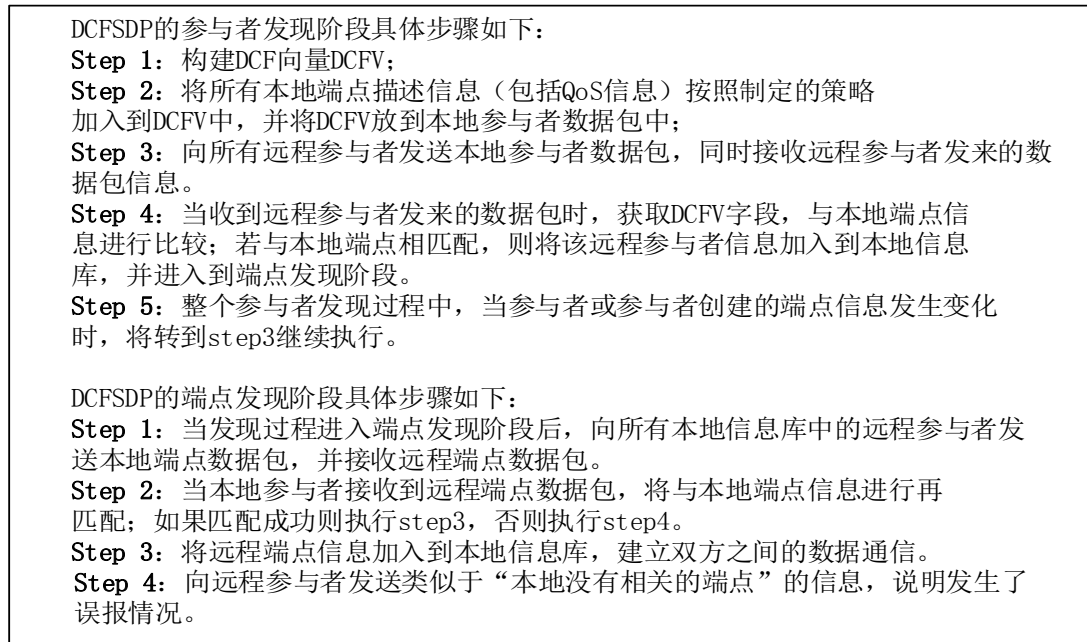 DCFSDP的参与者发现阶段具体步骤如下：
Step 1：构建DCF向量DCFV；
Step 2：将所有本地端点描述信息（包括QoS信息）按照制定的策略
加入到DCFV中，并将DCFV放到本地参与者数据包中；
Step 3：向所有远程参与者发送本地参与者数据包，同时接收远程参与者发来的数
据包信息。
Step 4：当收到远程参与者发来的数据包时，获取DCFV字段，与本地端点信
息进行比较；若与本地端点相匹配，则将该远程参与者信息加入到本地信息
库，并进入到端点发现阶段。
Step 5：整个参与者发现过程中，当参与者或参与者创建的端点信息发生变化
时，将转到step3继续执行。
DCFSDP的端点发现阶段具体步骤如下：
Step 1：当发现过程进入端点发现阶段后，向所有本地信息库中的远程参与者发
送本地端点数据包，并接收远程端点数据包。
Step 2：当本地参与者接收到远程端点数据包，将与本地端点信息进行再
匹配；如果匹配成功则执行step3，否则执行step4。
Step 3：将远程端点信息加入到本地信息库，建立双方之间的数据通信。
Step 4：向远程参与者发送类似于“本地没有相关的端点”的信息，说明发生了
误报情况。